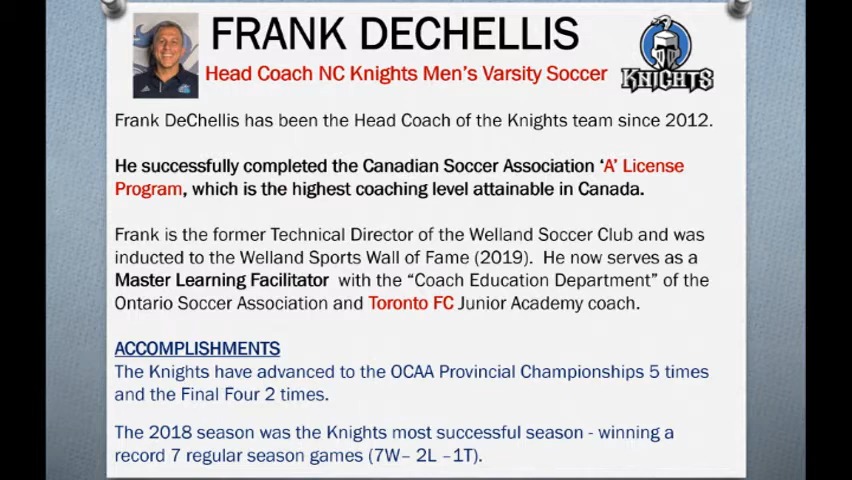 FRANK DECHELLIS
Head Coach NC Knights Men's Varsity Soccer
KNIGHTS
Frank DeChellis has been the Head Coach of the Knights team since 2012.
He successfully completed the Canadian Soccer Association ‘A’ License
Program, which is the highest coaching level attainable in Canada.
Frank is the former Technical Director of the Welland Soccer Club and was
inducted to the Welland Sports Wall of Fame (2019).  He now serves as a
Master Learning Facilitator  with the “Coach Education Department” of the
Ontario Soccer Association and Toronto FC Junior Academy coach.
ACCOMPLISHMENTS
The Knights have advanced to the OCAA Provincial Championships 5 times
and the Final Four 2 times.
The 2018 season was the Knights most successful season - winning a
record 7 regular season games (7W– 2L –1T).